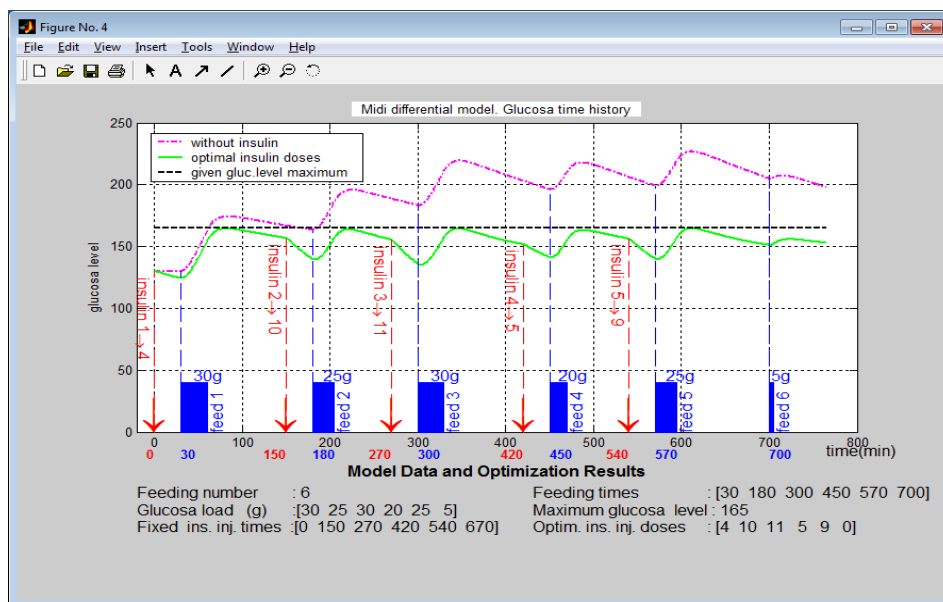 Figure No. 4
File Edit View Insert Tools Window Help
Midi differential model. Glucosa time history
without insulin
optimal insulin doses
given gluc.level maximum
glucosa level
250
200
150
100
50
0
insulin 1→4
insulin 2→10
insulin 3→11
insulin 4→5
insulin 5→9
30g
25g
30g
20g
25g
5g
feed 1
feed 2
feed 3
feed 4
feed 5
feed 6
0 100 200 300 400 500 600 700 800
time(min)
0 30 150 180 270 300 420 450 540 570 700
Model Data and Optimization Results
Feeding number : 6
Glucosa load (g) :[30 25 30 20 25 5]
Fixed ins. inj. times :[0 150 270 420 540 670]
Feeding times : [30 180 300 450 570 700]
Maximum glucosa level : 165
Optim. ins. inj. doses :[4 10 11 5 9 0]